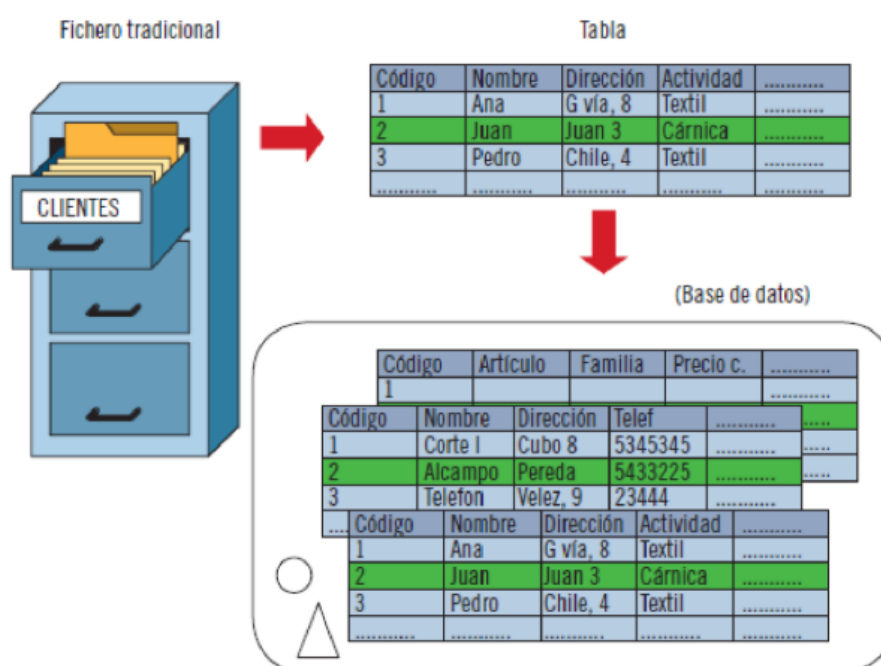 Fichero tradicional
Tabla
CLIENTES
Código Nombre Dirección Actividad ...........
1 Ana G vía, 8 Textil ...........
2 Juan Juan 3 Cárnica ...........
3 Pedro Chile, 4 Textil ...........
........... ........... ........... ........... ...........
(Base de datos)
Código Artículo Familia Precio c. ...........
1
Código Nombre Dirección Telef ...........
1 Corte I Cubo 8 5345345 ...........
2 Alcampo Pereda 5433225 ...........
3 Telefon Velez, 9 23444 ...........
Código Nombre Dirección Actividad ...........
1 Ana G vía, 8 Textil ...........
2 Juan Juan 3 Cárnica ...........
3 Pedro Chile, 4 Textil ...........
........... ........... ........... ........... ...........